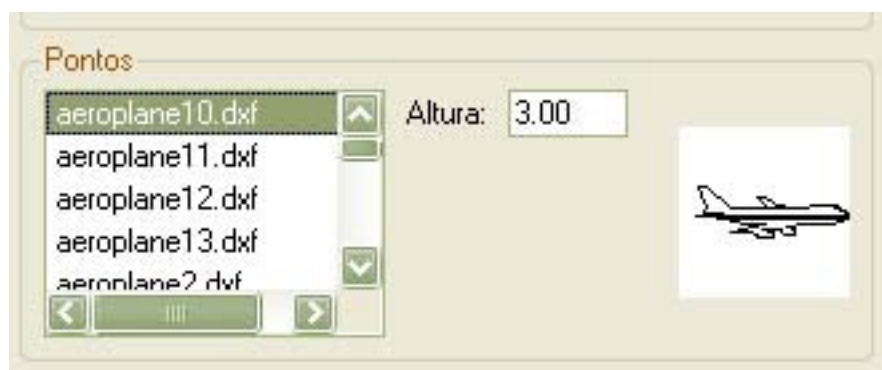 Pontos
aeroplane10.dxf
Altura: 3.00
aeroplane11.dxf
aeroplane12.dxf
aeroplane13.dxf
aeroplane2.dxf